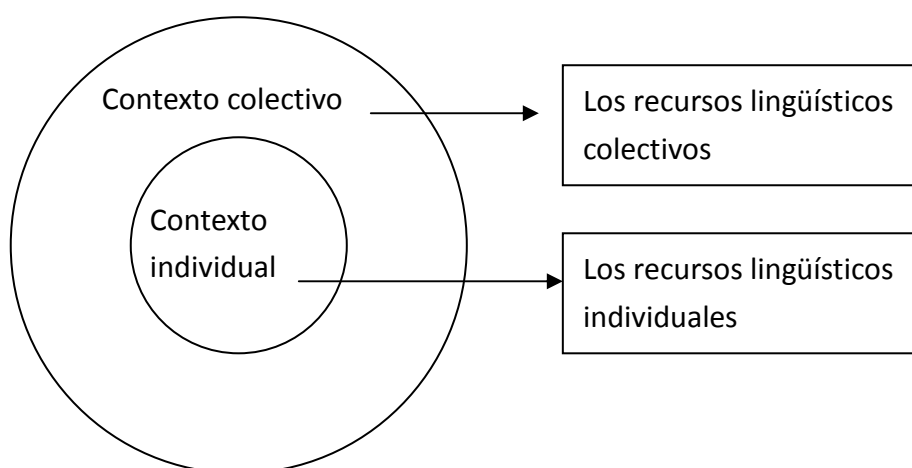 Contexto colectivo
Los recursos lingüísticos
colectivos
Contexto
individual
Los recursos lingüísticos
individuales